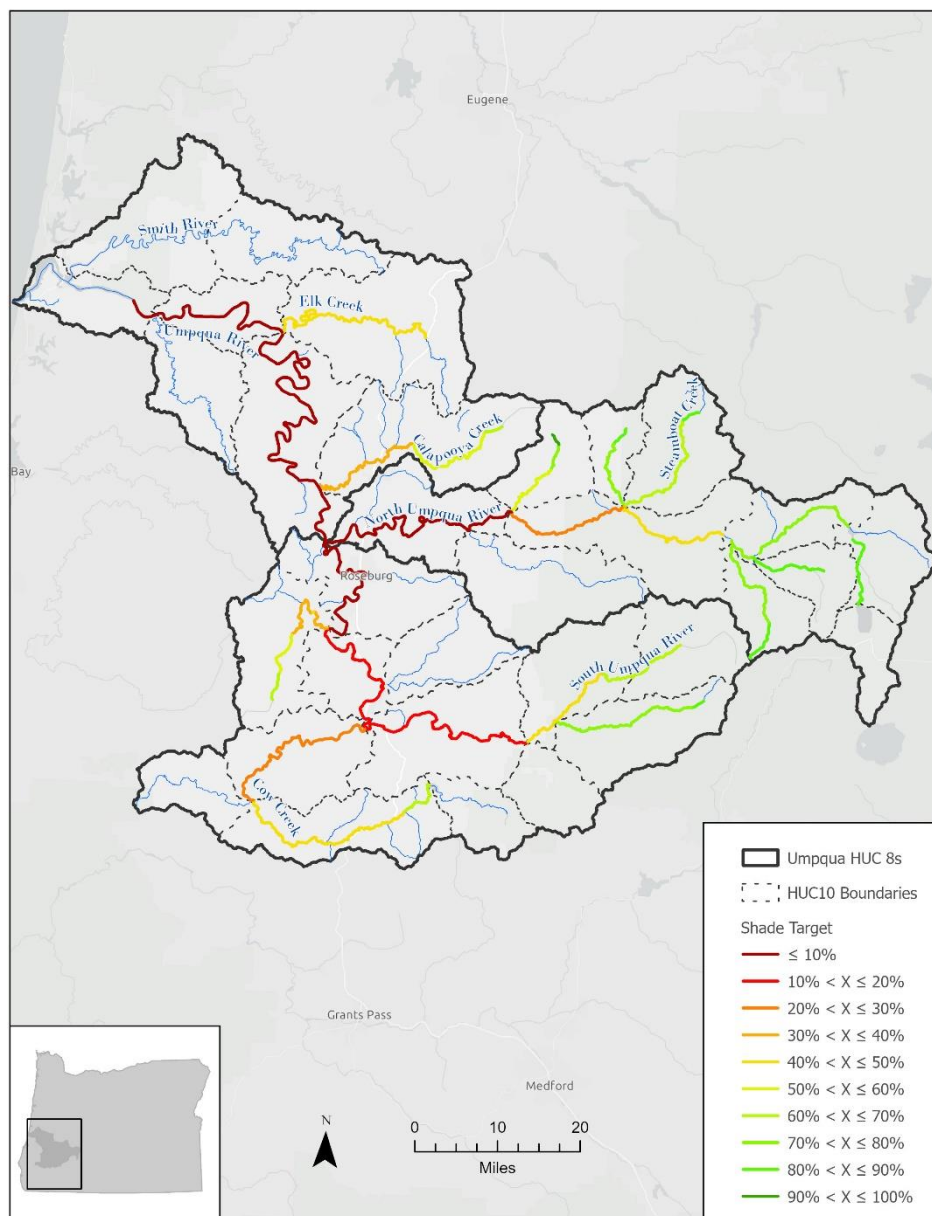 Eugene
Smith River
Elk Creek
Umpqua River
Calapooya Creek
Steamboat Creek
Bay
North Umpqua River
Roseburg
South Umpqua River
Cow Creek
Grants Pass
Medford
N
0 10 20
Miles
Umpqua HUC 8s
HUC10 Boundaries
Shade Target
≤ 10%
10% < X ≤ 20%
20% < X ≤ 30%
30% < X ≤ 40%
40% < X ≤ 50%
50% < X ≤ 60%
60% < X ≤ 70%
70% < X ≤ 80%
80% < X ≤ 90%
90% < X ≤ 100%